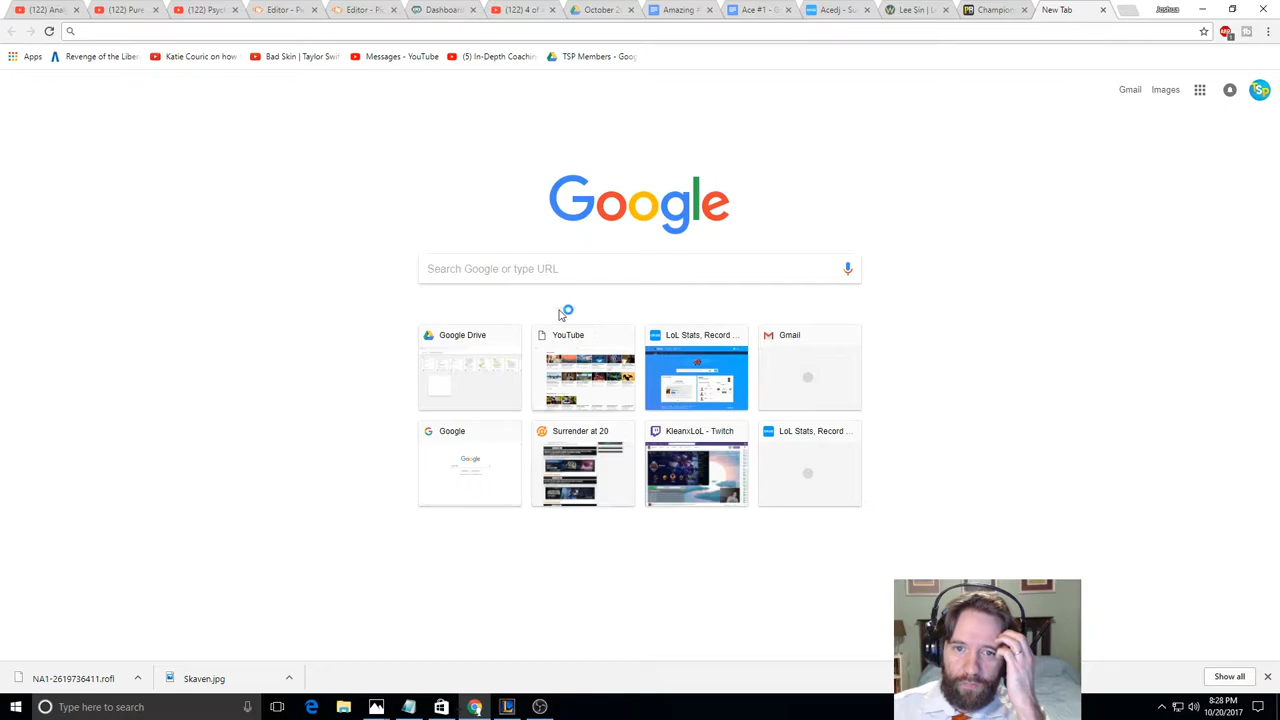 (122) Anal
(122) Pure
(122) Psyc
Editor - Pi
Editor - Pi
Dashboard
(122) 4 of
October 2
Amazing #
Ace #1 - G
Acedj - Su
Lee Sin | L
Champion
New Tab
Joshua
Apps
Revenge of the Liber
Katie Couric on how
Bad Skin | Taylor Swif
Messages - YouTube
(5) In-Depth Coachin
TSP Members - Goog
Gmail
Images
TSp
Google
Search Google or type URL
Google Drive
YouTube
LoL Stats, Record ...
Gmail
Google
Surrender at 20
KleanxLoL - Twitch
LoL Stats, Record ...
NA1-2619736411.rofl
Skaven.jpg
Show all
Type here to search
8:28 PM
10/20/2017